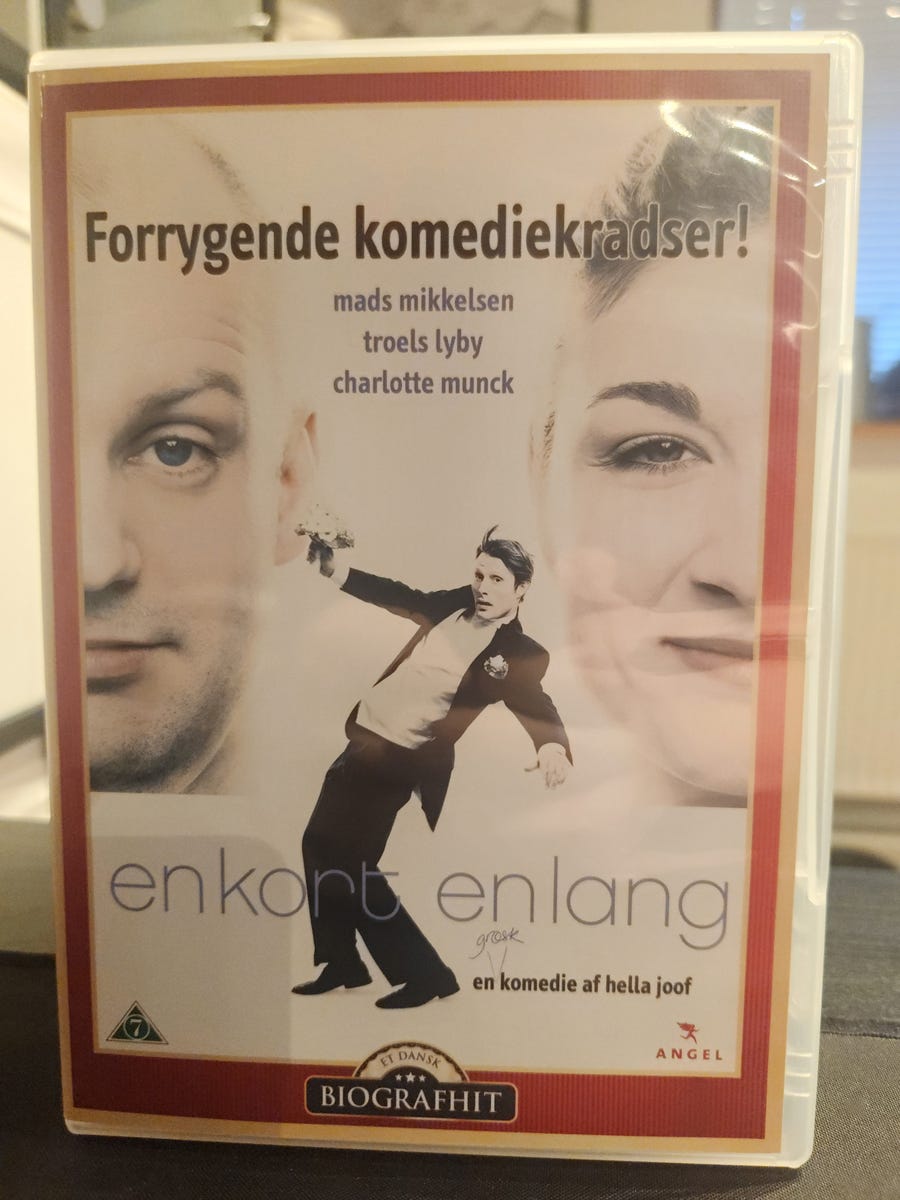 Forrygende komediekradser!
mads mikkelsen
troels lyby
charlotte munck
en kort en lang
grosk
en komedie af hella joof
7
ANGEL
ET DANSK
BIOGRAFHIT